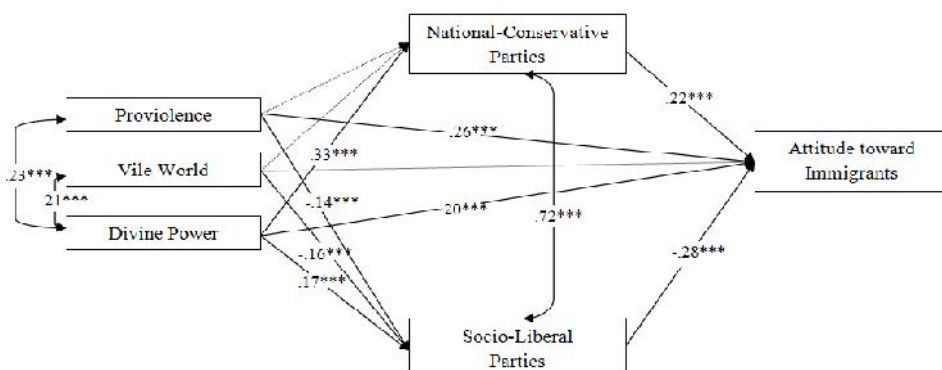 National-Conservative
Parties
.22***
Proviolence
.26***
Attitude toward
Immigrants
.33***
Vile World
.23***
.21***
-.14***
.20***
.72***
Divine Power
-.16***
-.28***
.17***
Socio-Liberal
Parties